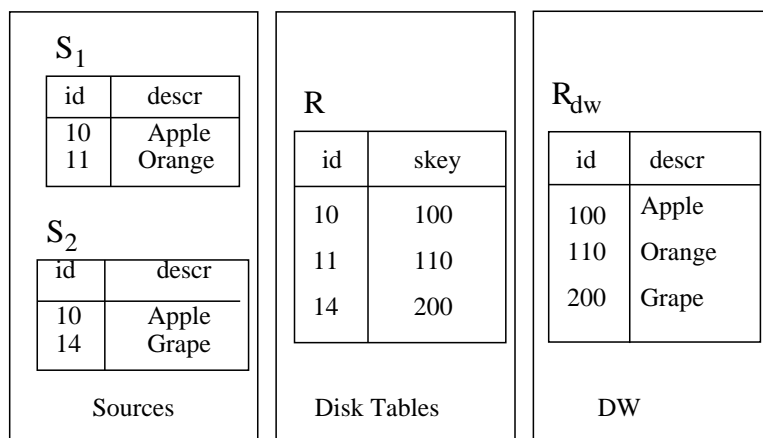 S1
id descr
10 Apple
11 Orange
S2
id descr
10 Apple
14 Grape
Sources
R
id skey
10 100
11 110
14 200
Disk Tables
Rdw
id descr
100 Apple
110 Orange
200 Grape
DW